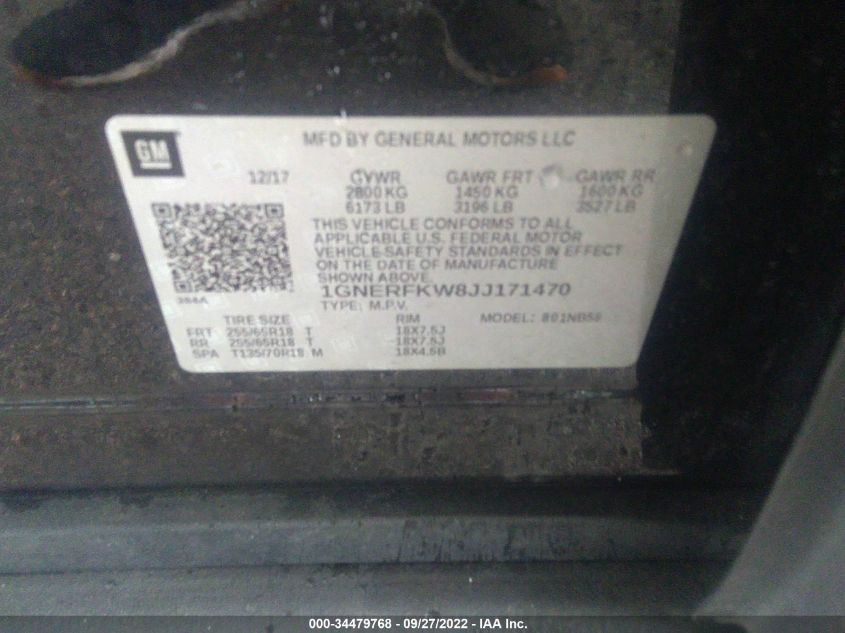 MFD BY GENERAL MOTORS LLC
GM
12/17 GVWR GAWR FRT GAWR RR
2800 KG 1450 KG 1600 KG
6173 LB 3196 LB 3527 LB
THIS VEHICLE CONFORMS TO ALL
APPLICABLE U.S. FEDERAL MOTOR
VEHICLE SAFETY STANDARDS IN EFFECT
ON THE DATE OF MANUFACTURE
SHOWN ABOVE.
384A
1GNERFKW8JJ171470
TYPE: M.P.V.
TIRE SIZE RIM MODEL:
FRT 255/65R18 T 18X7.5J
RR 255/65R18 T 18X7.5J
SPA T135/70R18 M 18X4.5B
000-34479768 - 09/27/2022 - IAA Inc.